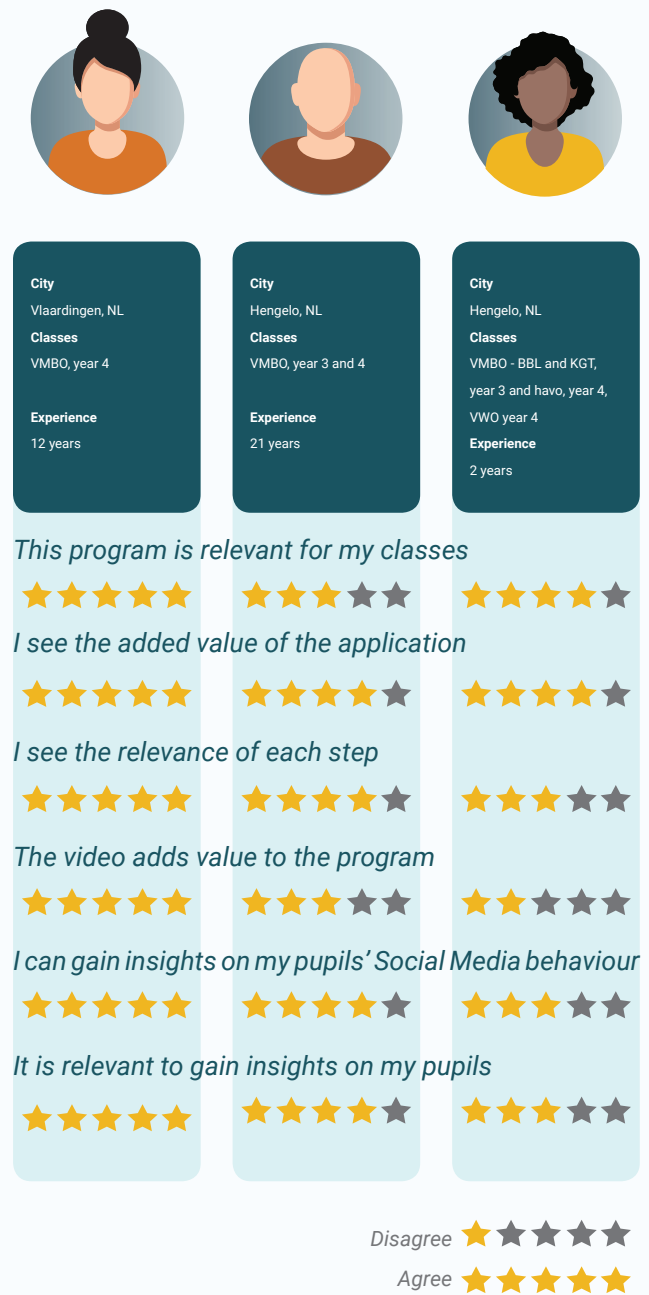 City
Vlaardingen, NL
Classes
VMBO, year 4
Experience
12 years
City
Hengelo, NL
Classes
VMBO, year 3 and 4
Experience
21 years
City
Hengelo, NL
Classes
VMBO - BBL and KGT,
year 3 and havo, year 4,
VWO year 4
Experience
2 years
This program is relevant for my classes
I see the added value of the application
I see the relevance of each step
The video adds value to the program
I can gain insights on my pupils’ Social Media behaviour
It is relevant to gain insights on my pupils
Disagree
Agree